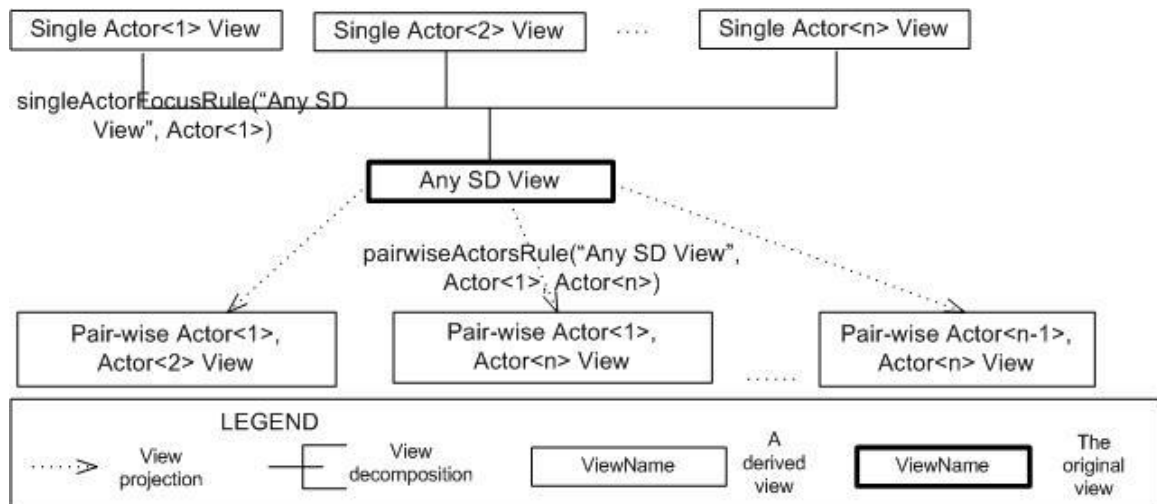 Single Actor<1> View
Single Actor<2> View
....
Single Actor<n> View
singleActorFocusRule("Any SD
View", Actor<1>)
Any SD View
pairwiseActorsRule("Any SD View",
Actor<1>, Actor<n>)
Pair-wise Actor<1>,
Actor<2> View
Pair-wise Actor<1>,
Actor<n> View
......
Pair-wise Actor<n-1>,
Actor<n> View
LEGEND
View
projection
View
decomposition
ViewName
A
derived
view
ViewName
The
original
view